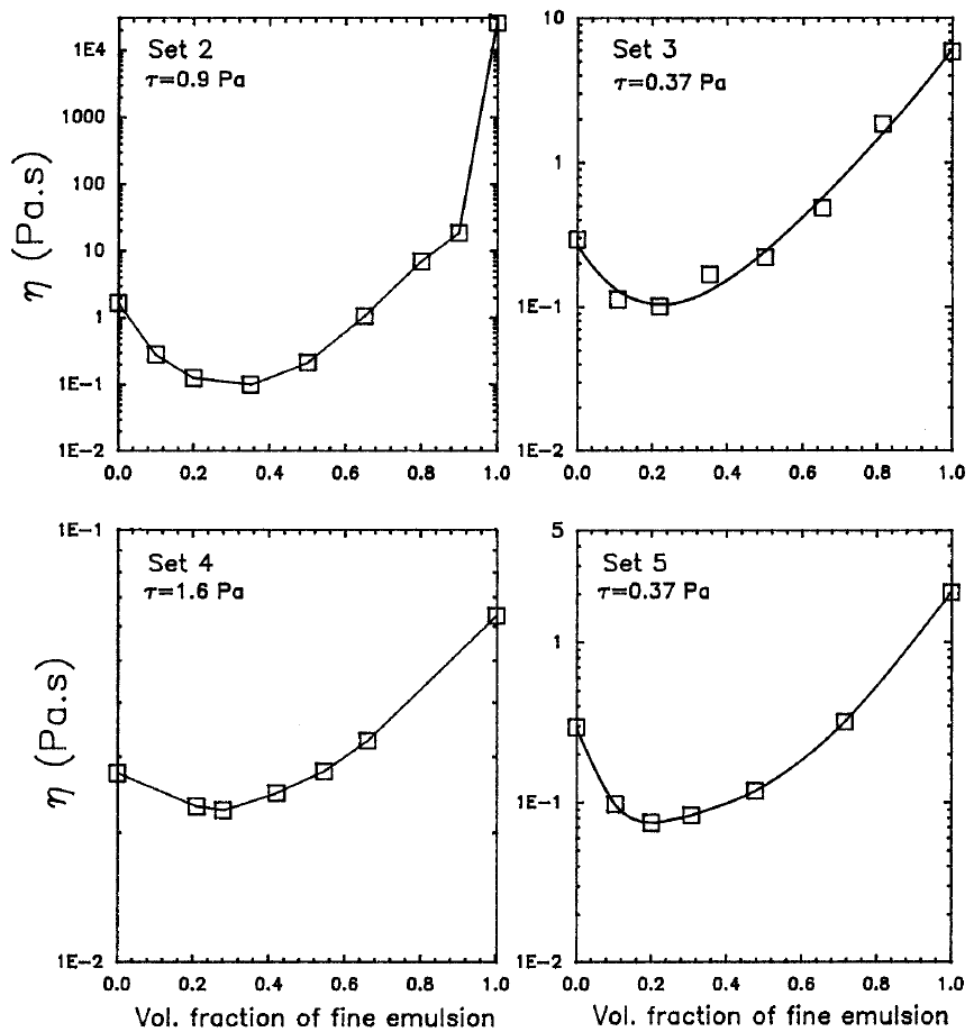 Set 2
τ=0.9 Pa
1E4
1000
100
10
1
1E-1
1E-2
η (Pa.s)
0.0 0.2 0.4 0.6 0.8 1.0
Set 3
τ=0.37 Pa
10
1
1E-1
1E-2
0.0 0.2 0.4 0.6 0.8 1.0
Set 4
τ=1.6 Pa
1E-1
1E-2
η (Pa.s)
0.0 0.2 0.4 0.6 0.8 1.0
Vol. fraction of fine emulsion
Set 5
τ=0.37 Pa
5
1
1E-1
1E-2
0.0 0.2 0.4 0.6 0.8 1.0
Vol. fraction of fine emulsion